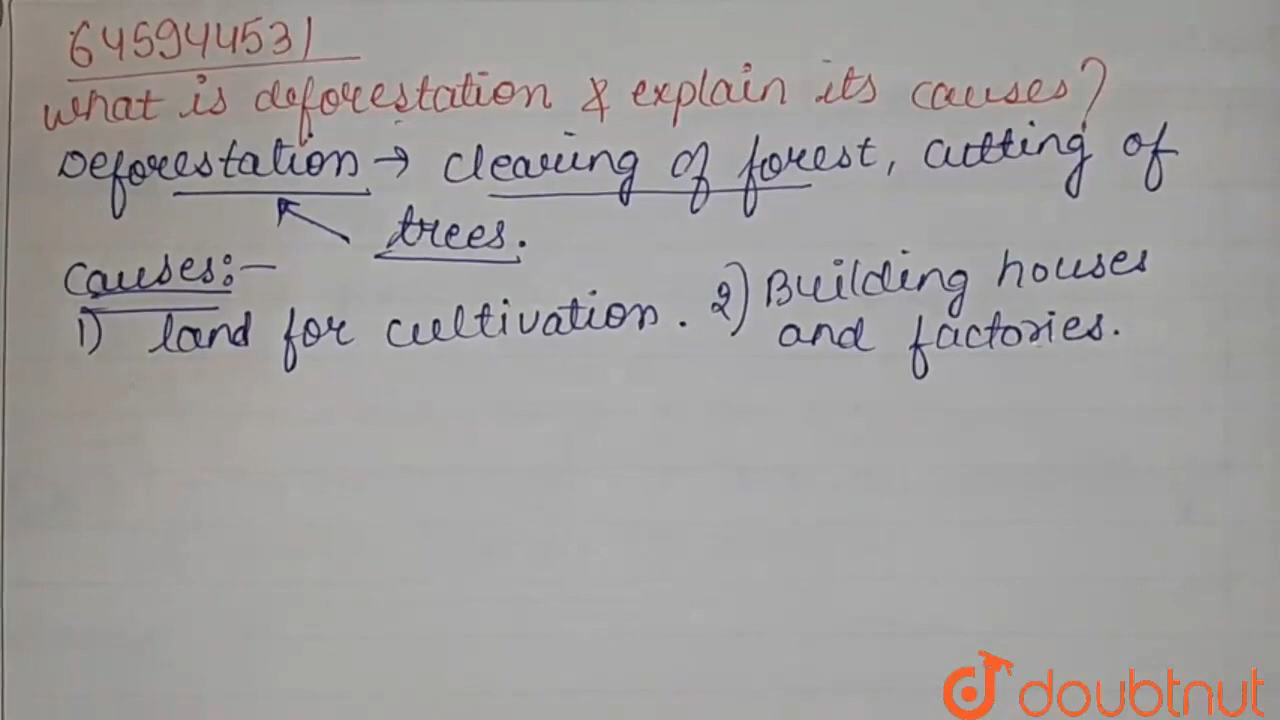 645944531
What is deforestation & explain its causes?
Deforestation → clearing of forest, cutting of
trees.
Causes:-
1) land for cultivation. 2) Building houses
and factories.
doubtnut